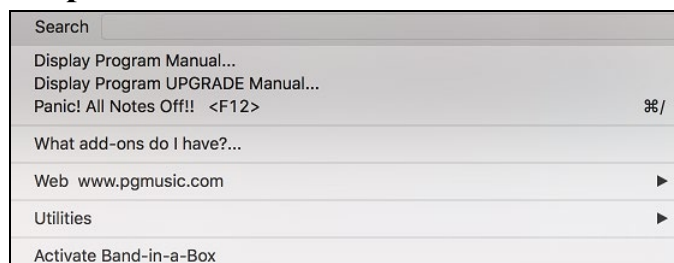 Search
Display Program Manual...
Display Program UPGRADE Manual...
Panic! All Notes Off!! <F12> ⌘/
What add-ons do I have?...
Web www.pgmusic.com
Utilities
Activate Band-in-a-Box